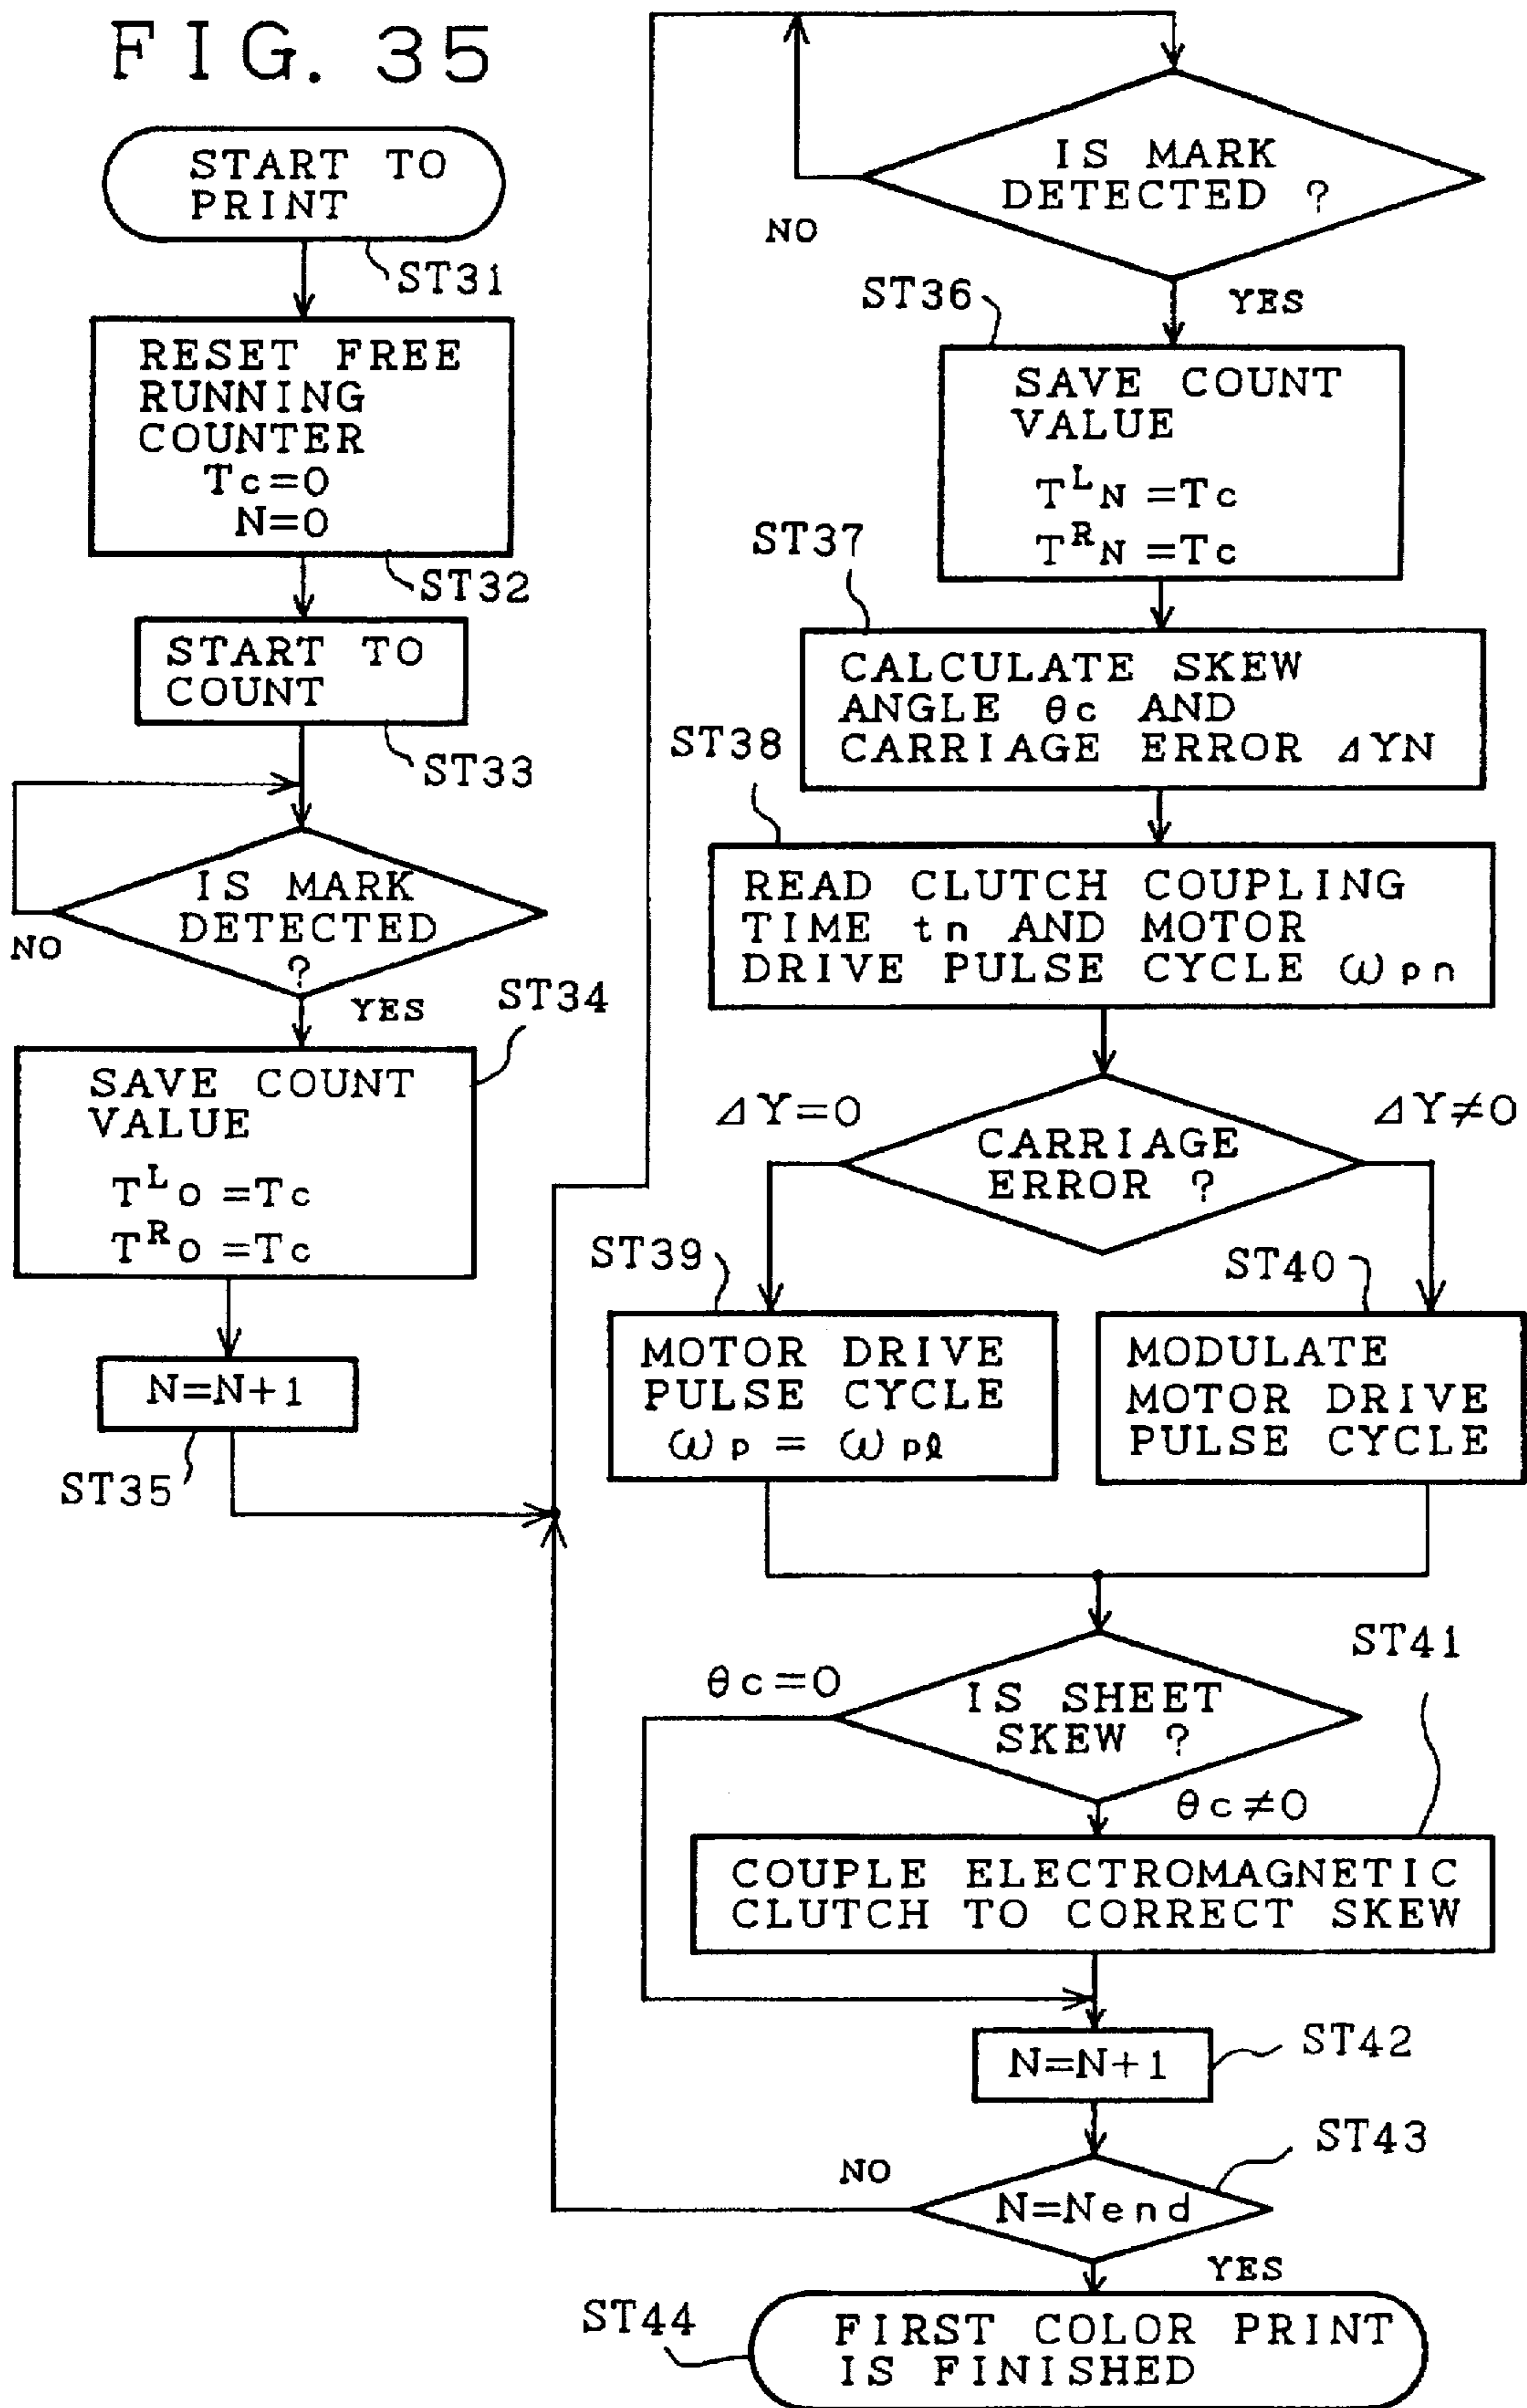 FIG. 35
START TO
PRINT
ST31
RESET FREE
RUNNING
COUNTER
Tc=0
N=0
ST32
START TO
COUNT
ST33
IS MARK
DETECTED
?
NO
YES
ST34
SAVE COUNT
VALUE
T^L0 =Tc
T^R0 =Tc
N=N+1
ST35
IS MARK
DETECTED ?
NO
YES
ST36
SAVE COUNT
VALUE
T^LN =Tc
T^RN =Tc
ST37
CALCULATE SKEW
ANGLE θc AND
CARRIAGE ERROR ⊿YN
ST38
READ CLUTCH COUPLING
TIME tn AND MOTOR
DRIVE PULSE CYCLE ωpn
⊿Y=0
⊿Y≠0
CARRIAGE
ERROR ?
ST39
ST40
MOTOR DRIVE
PULSE CYCLE
ωp = ωpℓ
MODULATE
MOTOR DRIVE
PULSE CYCLE
ST41
θc=0
IS SHEET
SKEW ?
θc≠0
COUPLE ELECTROMAGNETIC
CLUTCH TO CORRECT SKEW
N=N+1
ST42
ST43
NO
N=Nend
YES
ST44
FIRST COLOR PRINT
IS FINISHED